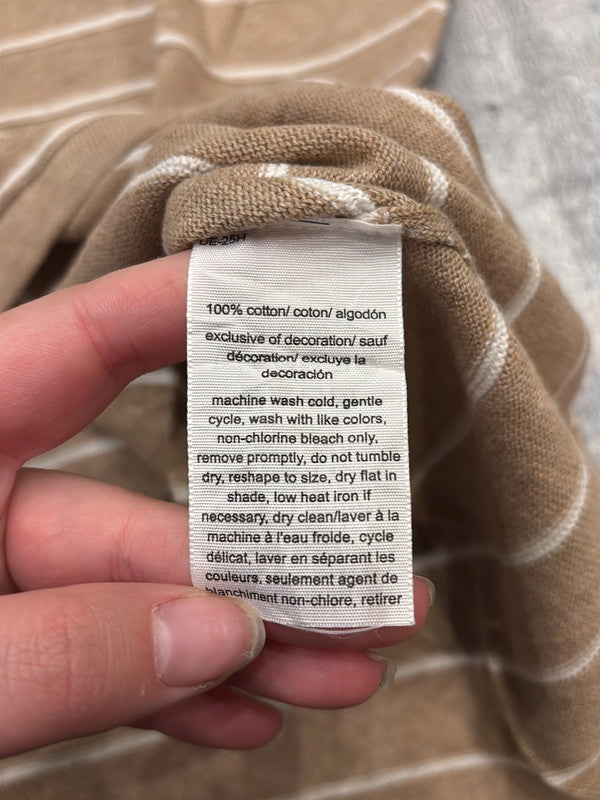 UE-25H
100% cotton/ coton/ algodón
exclusive of decoration/ sauf
décoration/ excluye la
decoración
machine wash cold, gentle
cycle, wash with like colors,
non-chlorine bleach only,
remove promptly, do not tumble
dry, reshape to size, dry flat in
shade, low heat iron if
necessary, dry clean/laver à la
machine à l'eau froide, cycle
délicat, laver en séparant les
couleurs, seulement agent de
blanchiment non-chlore, retirer